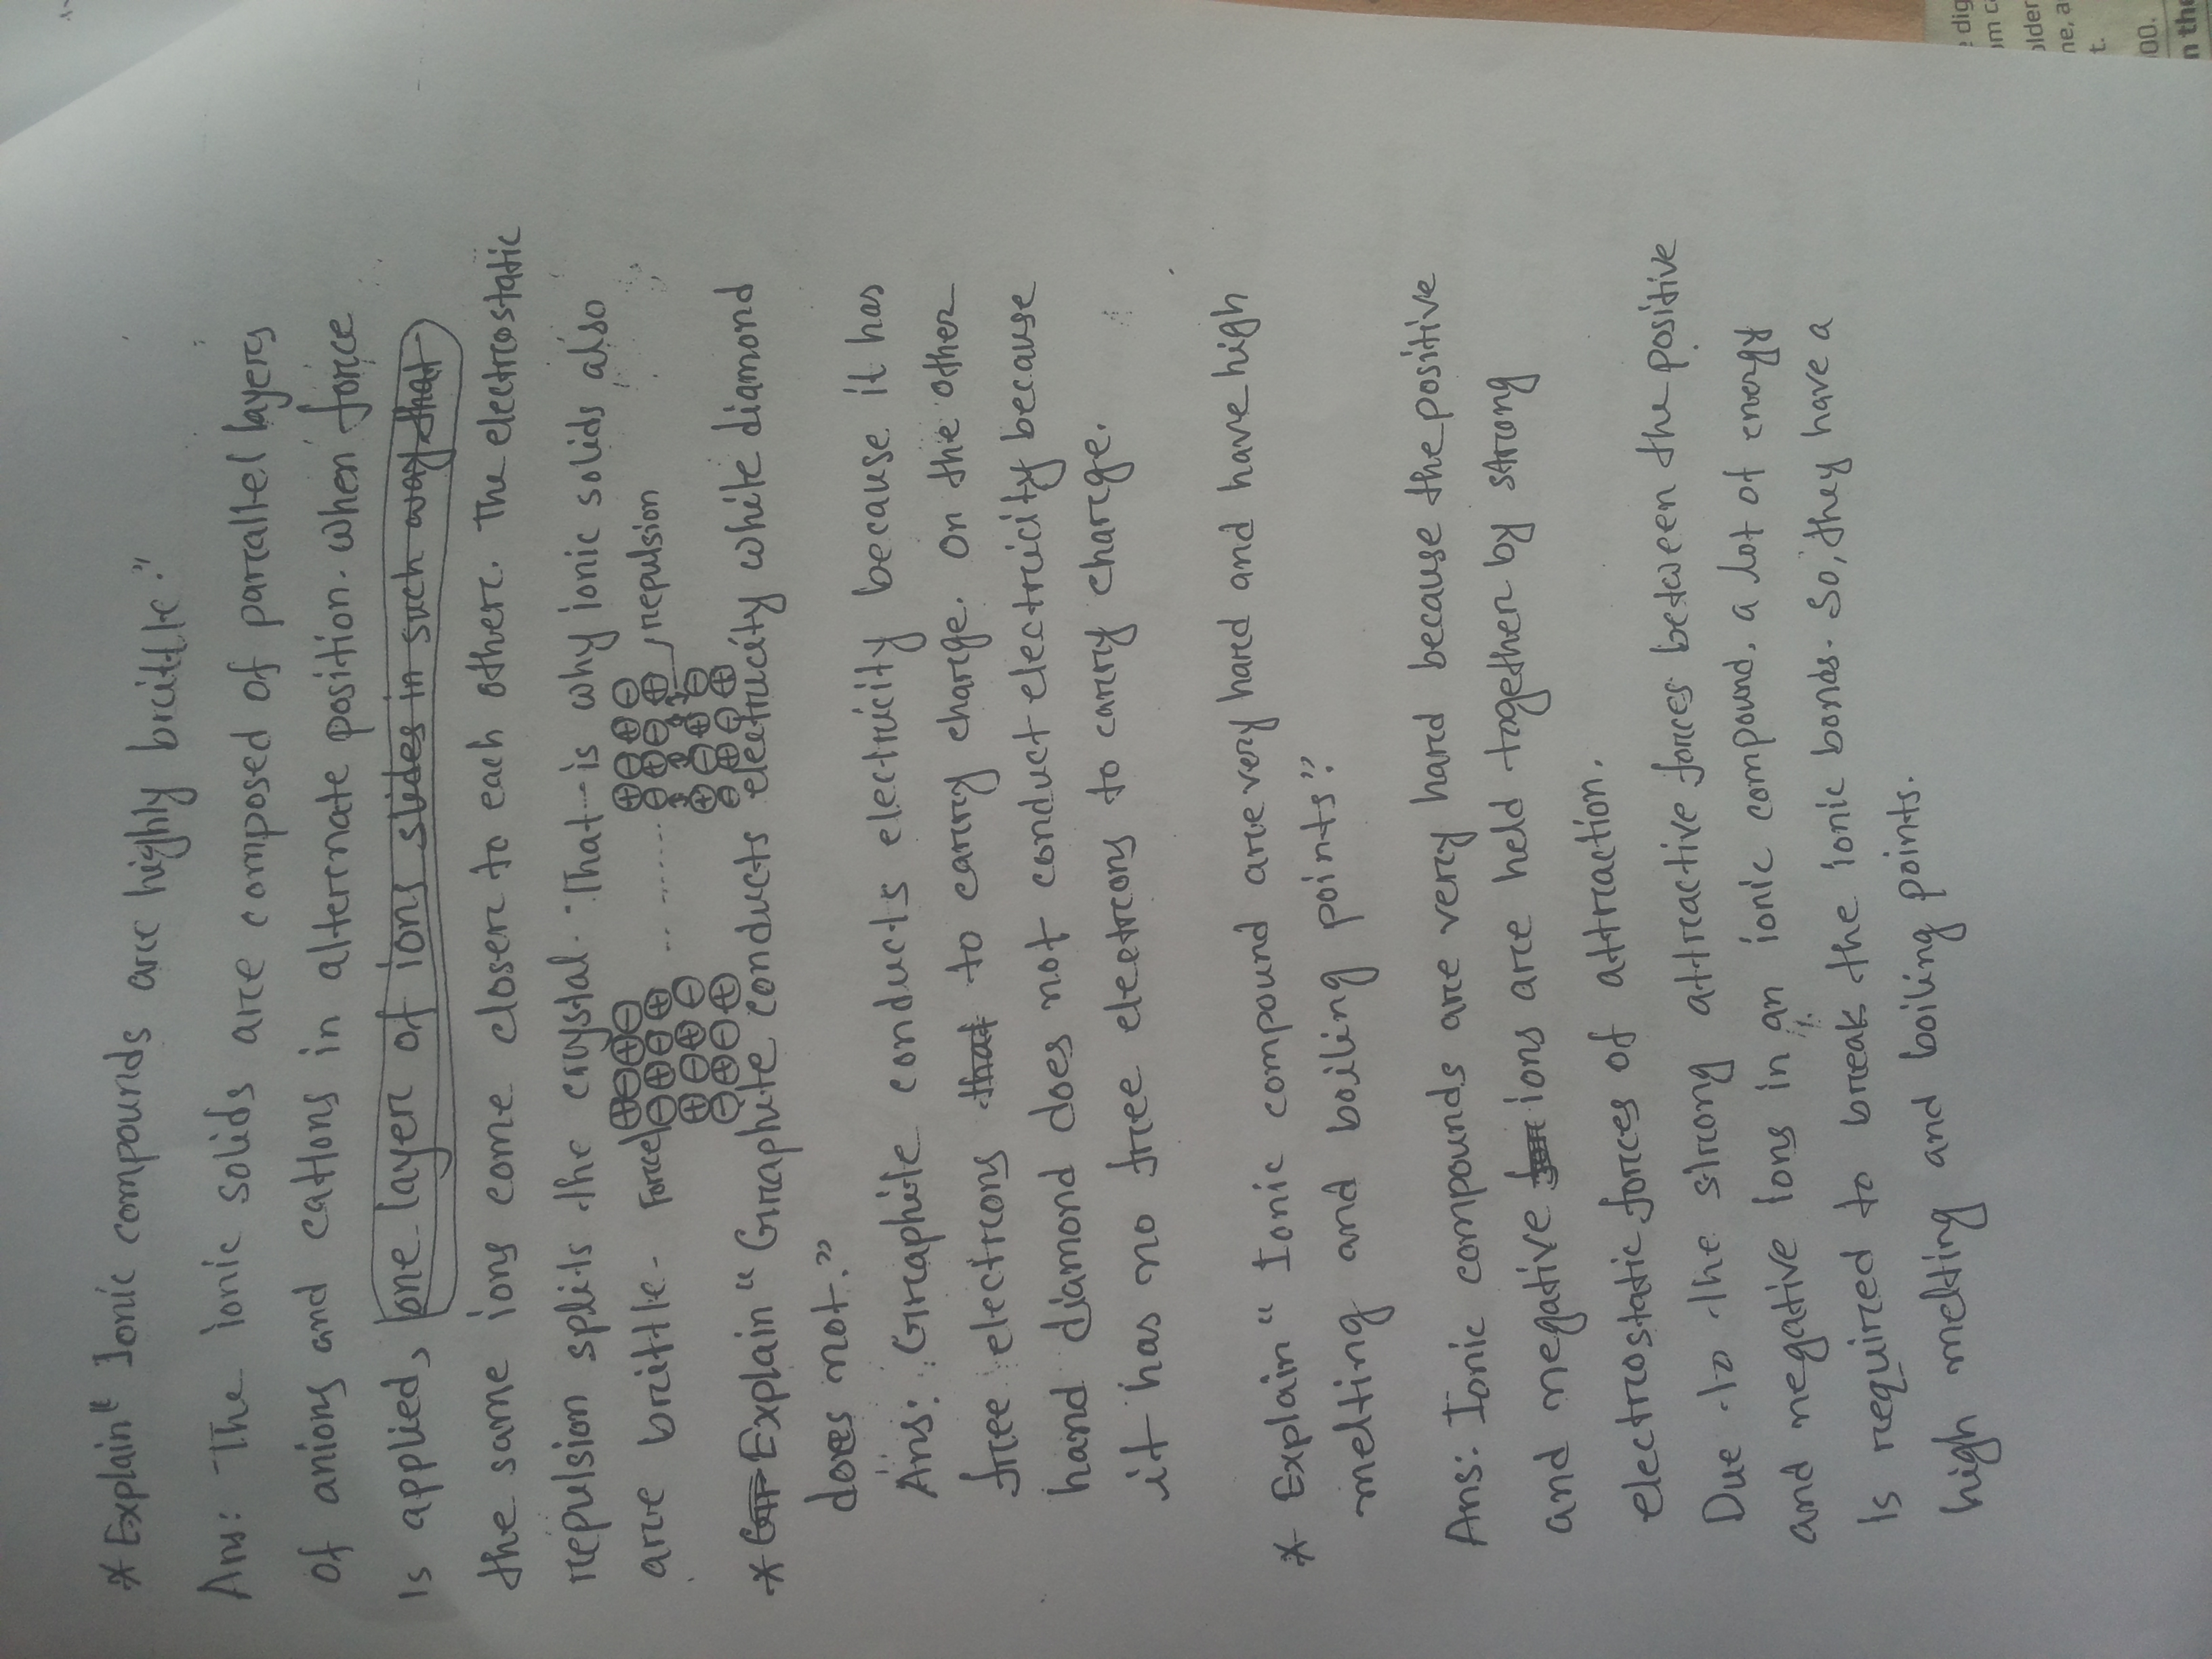 * Explain" Ionic compounds are highly brittle."
Ans: The Ionic solids are composed of parallel layers
of anions and cations in alternate position. When force
is applied, one layer of ions slides in such way that
the same ions come closer to each other. The electrostatic
repulsion splits the crystal. That is why ionic solids also
are brittle.
Force
⊕⊖⊕⊖ ⊕⊖⊕⊖
⊖⊕⊖⊕ ⊖⊕⊖⊕
repulsion
⊕⊖⊕⊖ ⊕⊖⊕⊖
⊖⊕⊖⊕ ⊖⊕⊖⊕
* Explain" Graphite conducts electrucity while diamond
does not."
Ans: Graphite conducts electricity because it has
free electrons that to carry charge. On the other
hand diamond does not conduct electricity because
it has no free electrons to carry charge.
* Explain" Ionic compound are very hard and have high
melting and boiling points"?
Ans: Ionic compounds are very hard because the positive
and negative ions are held together by strong
electrostatic forces of attraction.
Due to the strong attractive forces between the positive
and negative Ions in an ionic compound, a lot of energy
is required to break the ionic bonds. So, they have a
high melting and boiling points.
e dig
om c
older
ne, a
t.
00.
n the